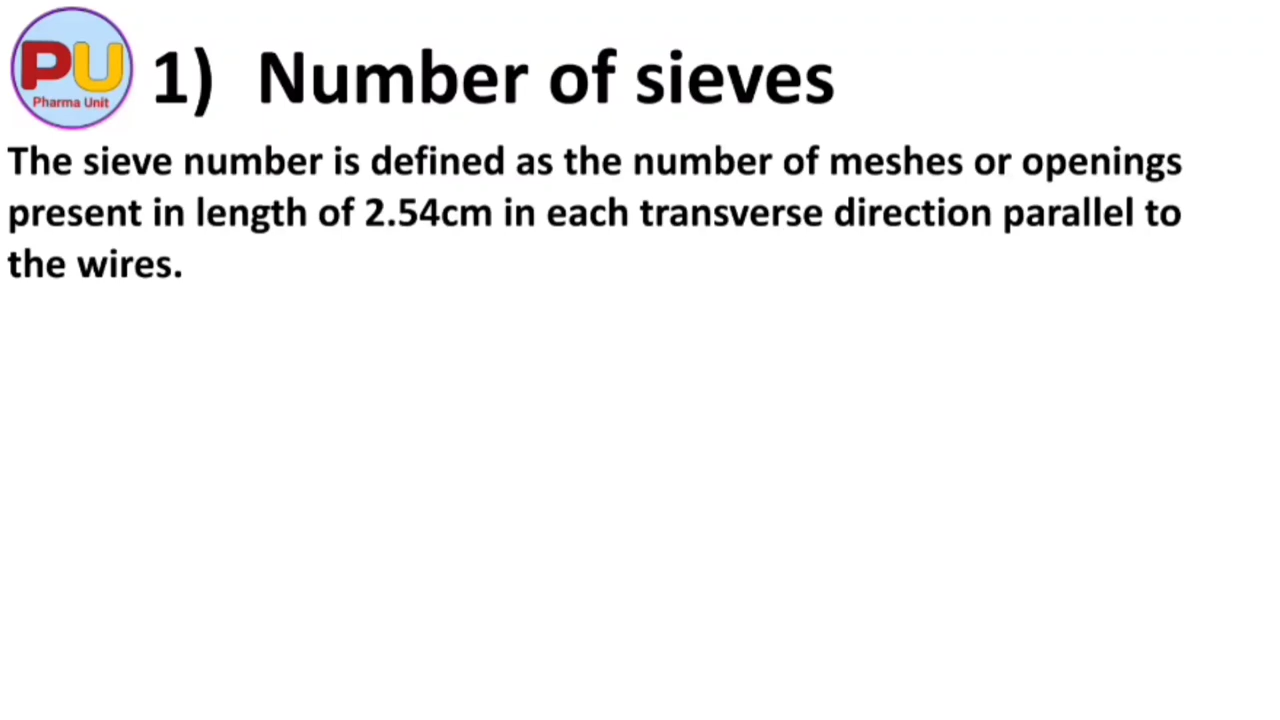 PU
Pharma Unit
1) Number of sieves
The sieve number is defined as the number of meshes or openings
present in length of 2.54cm in each transverse direction parallel to
the wires.